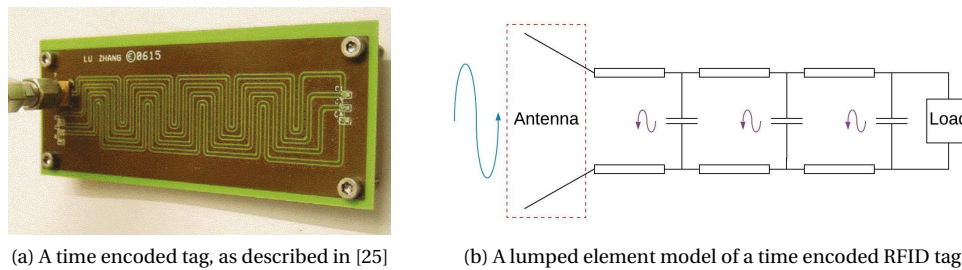 LU ZHANG ©0615
Antenna
Load
(a) A time encoded tag, as described in [25]
(b) A lumped element model of a time encoded RFID tag